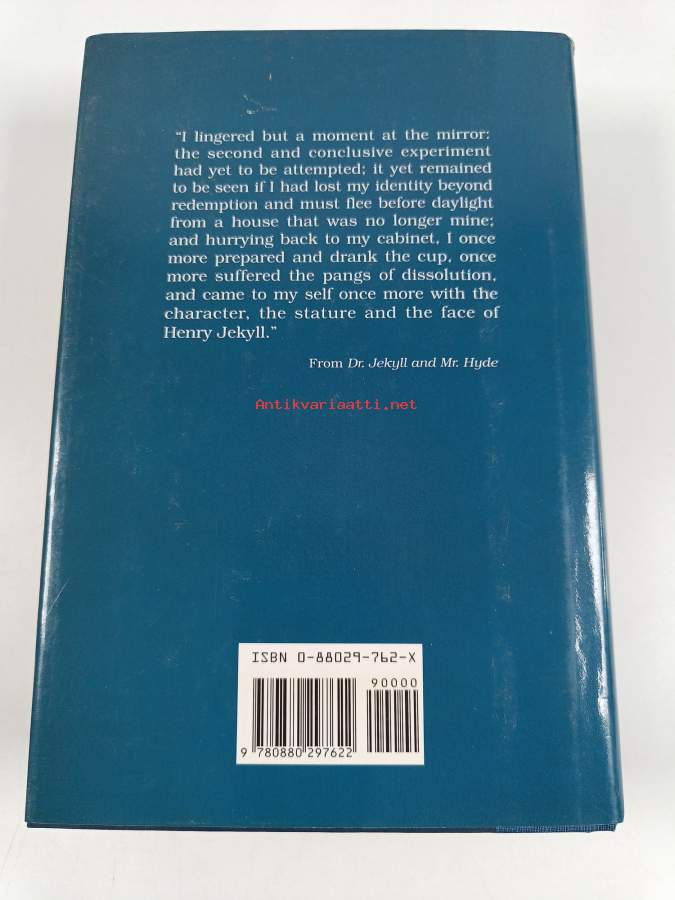 “I lingered but a moment at the mirror:
the second and conclusive experiment
had yet to be attempted; it yet remained
to be seen if I had lost my identity beyond
redemption and must flee before daylight
from a house that was no longer mine;
and hurrying back to my cabinet, I once
more prepared and drank the cup, once
more suffered the pangs of dissolution,
and came to my self once more with the
character, the stature and the face of
Henry Jekyll.”
From Dr. Jekyll and Mr. Hyde
Antikvariaatti.net
ISBN 0-88029-762-X
90000
9 780880 297622